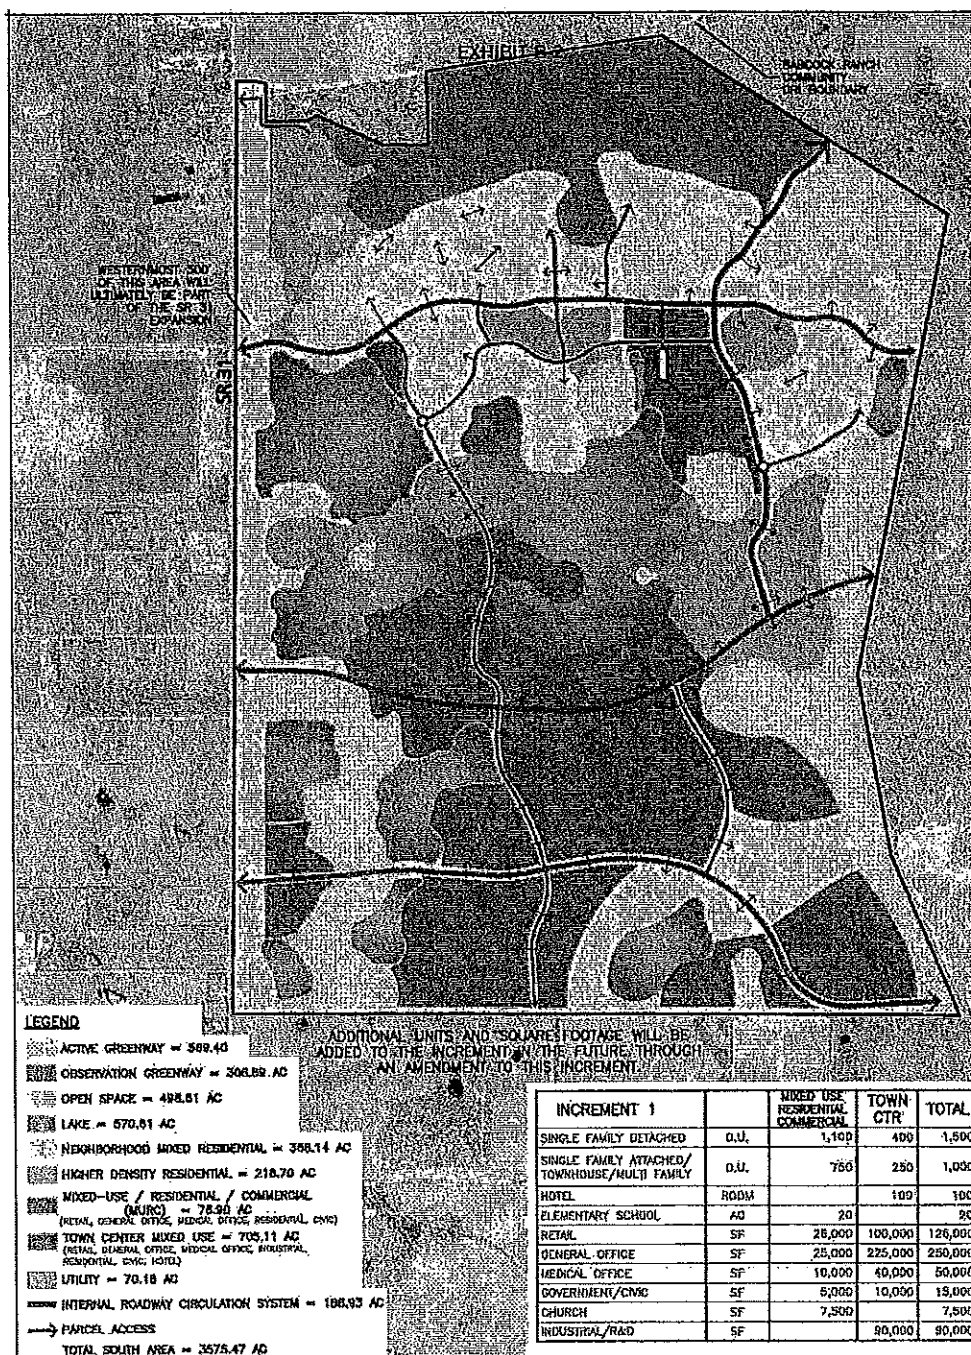 EXHIBIT B
BABCOCK RANCH
COMMUNITY
DRI BOUNDARY
WESTERNMOST 300'
OF THIS AREA WILL
ULTIMATELY BE PART
OF THE SR 31
EXPANSION
SR31
LEGEND
ACTIVE GREENWAY = 589.40
OBSERVATION GREENWAY = 306.89 AC
OPEN SPACE = 498.61 AC
LAKE = 570.61 AC
NEIGHBORHOOD MIXED RESIDENTIAL = 368.14 AC
HIGHER DENSITY RESIDENTIAL = 218.70 AC
MIXED-USE / RESIDENTIAL / COMMERCIAL
(MURC) = 76.90 AC
(RETAIL, GENERAL OFFICE, MEDICAL OFFICE, RESIDENTIAL, CIVIC)
TOWN CENTER MIXED USE = 705.11 AC
(RETAIL, GENERAL OFFICE, MEDICAL OFFICE, INDUSTRIAL,
RESIDENTIAL, CIVIC, HOTEL)
UTILITY = 70.18 AC
INTERNAL ROADWAY CIRCULATION SYSTEM = 186.93 AC
PARCEL ACCESS
TOTAL SOUTH AREA = 3575.47 AC
ADDITIONAL UNITS AND SQUARE FOOTAGE WILL BE
ADDED TO THE INCREMENT IN THE FUTURE THROUGH
AN AMENDMENT TO THIS INCREMENT.
INCREMENT 1 MIXED USE RESIDENTIAL COMMERCIAL TOWN CTR TOTAL
SINGLE FAMILY DETACHED D.U. 1,100 400 1,500
SINGLE FAMILY ATTACHED/ TOWNHOUSE/MULTI FAMILY D.U. 750 250 1,000
HOTEL ROOM 100 100
ELEMENTARY SCHOOL AC 20 20
RETAIL SF 26,000 100,000 126,000
GENERAL OFFICE SF 25,000 225,000 250,000
MEDICAL OFFICE SF 10,000 40,000 50,000
GOVERNMENT/CIVIC SF 5,000 10,000 15,000
CHURCH SF 7,500 7,500
INDUSTRIAL/R&D SF 90,000 90,000